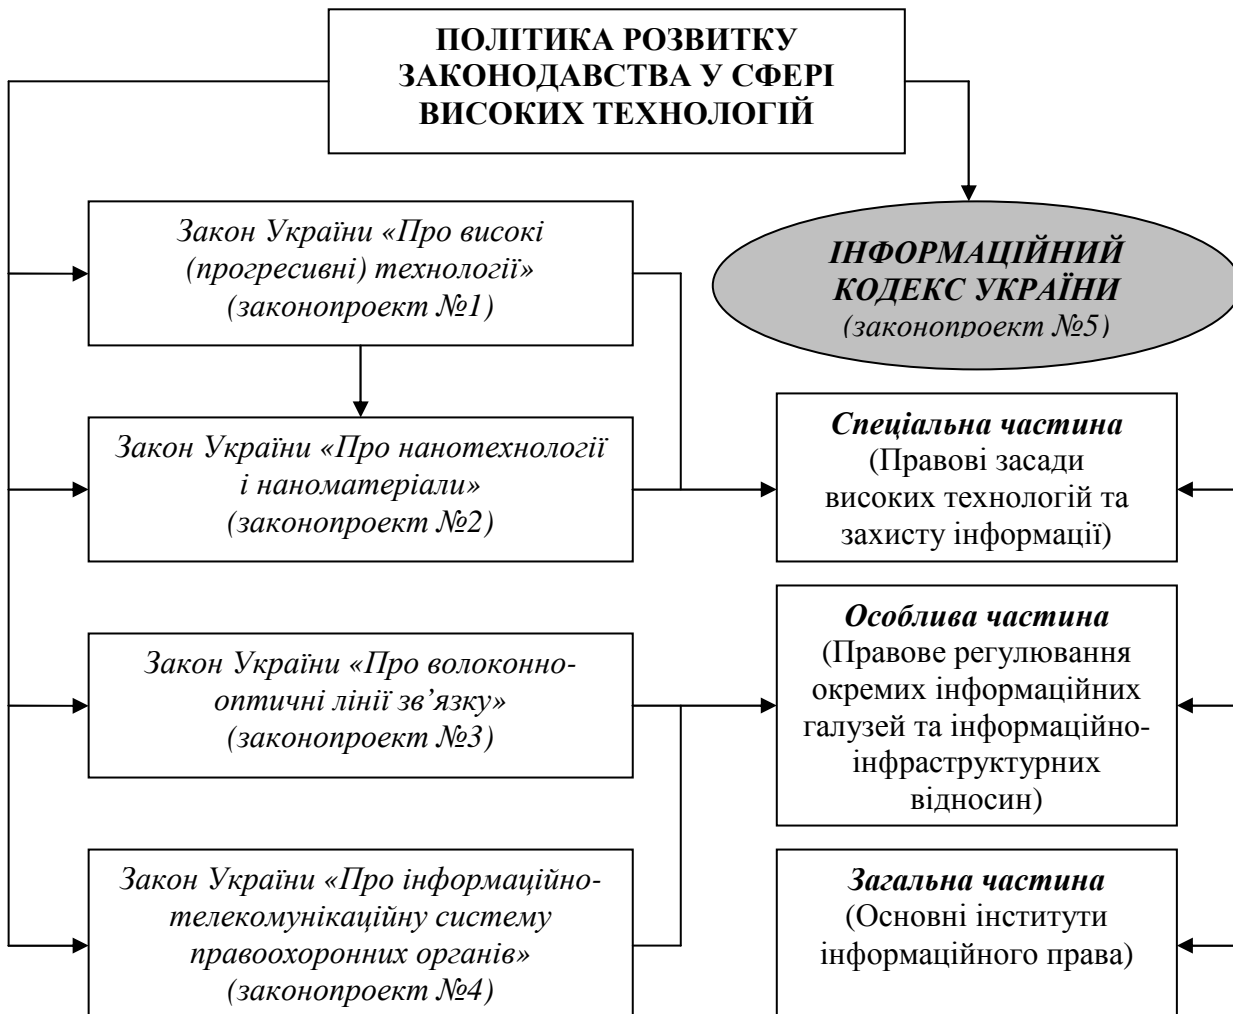 ПОЛІТИКА РОЗВИТКУ
ЗАКОНОДАВСТВА У СФЕРІ
ВИСОКИХ ТЕХНОЛОГІЙ
Закон України «Про високі
(прогресивні) технології»
(законопроект №1)
ІНФОРМАЦІЙНИЙ
КОДЕКС УКРАЇНИ
(законопроект №5)
Закон України «Про нанотехнології
і наноматеріали»
(законопроект №2)
Спеціальна частина
(Правові засади
високих технологій та
захисту інформації)
Закон України «Про волоконно-
оптичні лінії зв’язку»
(законопроект №3)
Особлива частина
(Правове регулювання
окремих інформаційних
галузей та інформаційно-
інфраструктурних
відносин)
Закон України «Про інформаційно-
телекомунікаційну систему
правоохоронних органів»
(законопроект №4)
Загальна частина
(Основні інститути
інформаційного права)